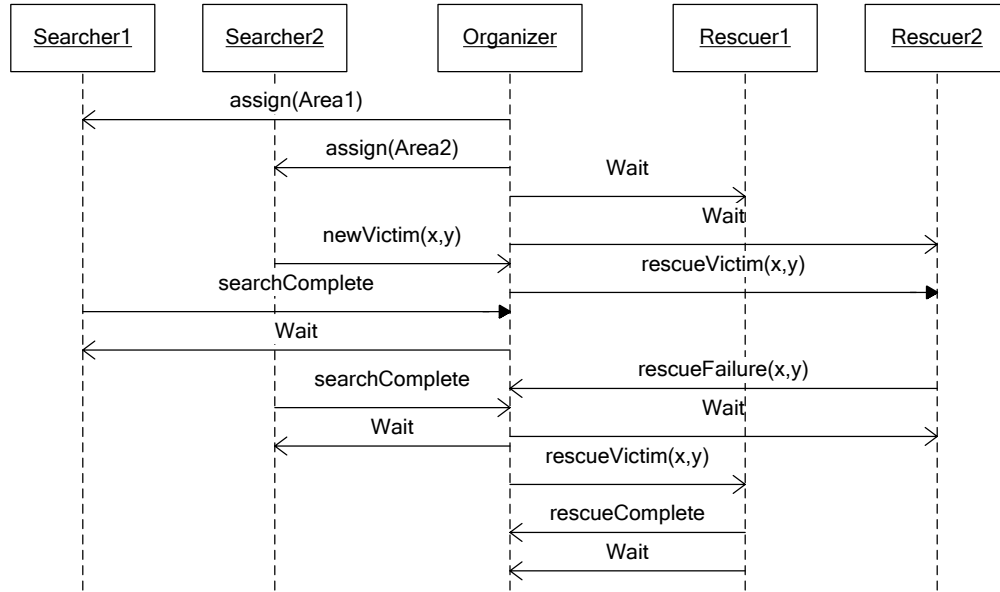 Searcher1 Searcher2 Organizer Rescuer1 Rescuer2
assign(Area1)
assign(Area2)
Wait
Wait
newVictim(x,y)
rescueVictim(x,y)
searchComplete
Wait
rescueFailure(x,y)
searchComplete
Wait
Wait
rescueVictim(x,y)
rescueComplete
Wait